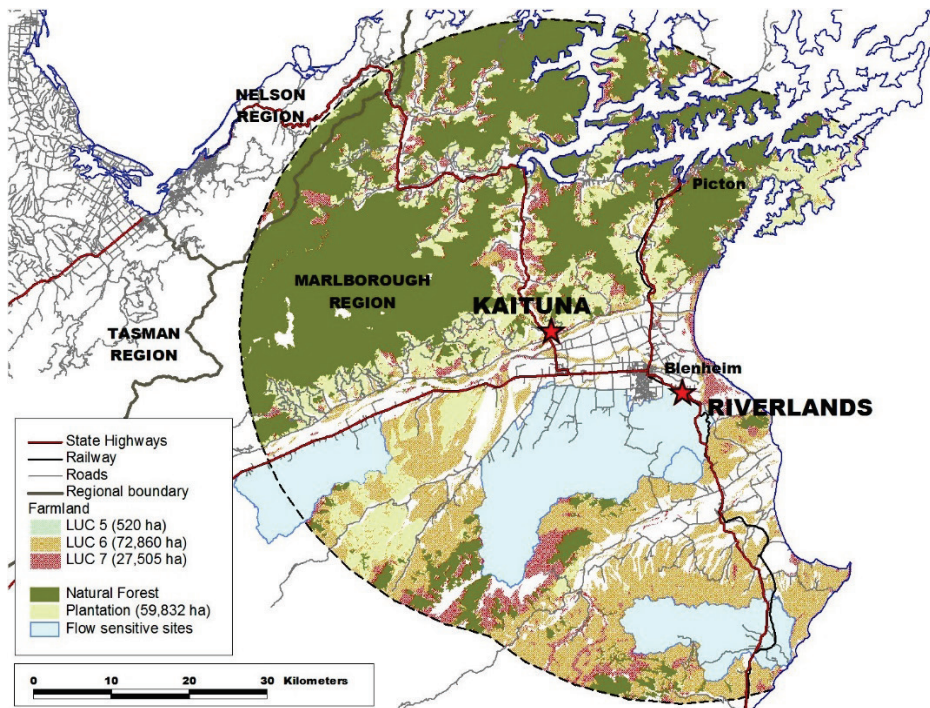 NELSON
REGION
Picton
MARLBOROUGH
REGION
KAITUNA
TASMAN
REGION
Blenheim
RIVERLANDS
State Highways
Railway
Roads
Regional boundary
Farmland
LUC 5 (520 ha)
LUC 6 (72,860 ha)
LUC 7 (27,505 ha)
Natural Forest
Plantation (59,832 ha)
Flow sensitive sites
0 10 20 30 Kilometers